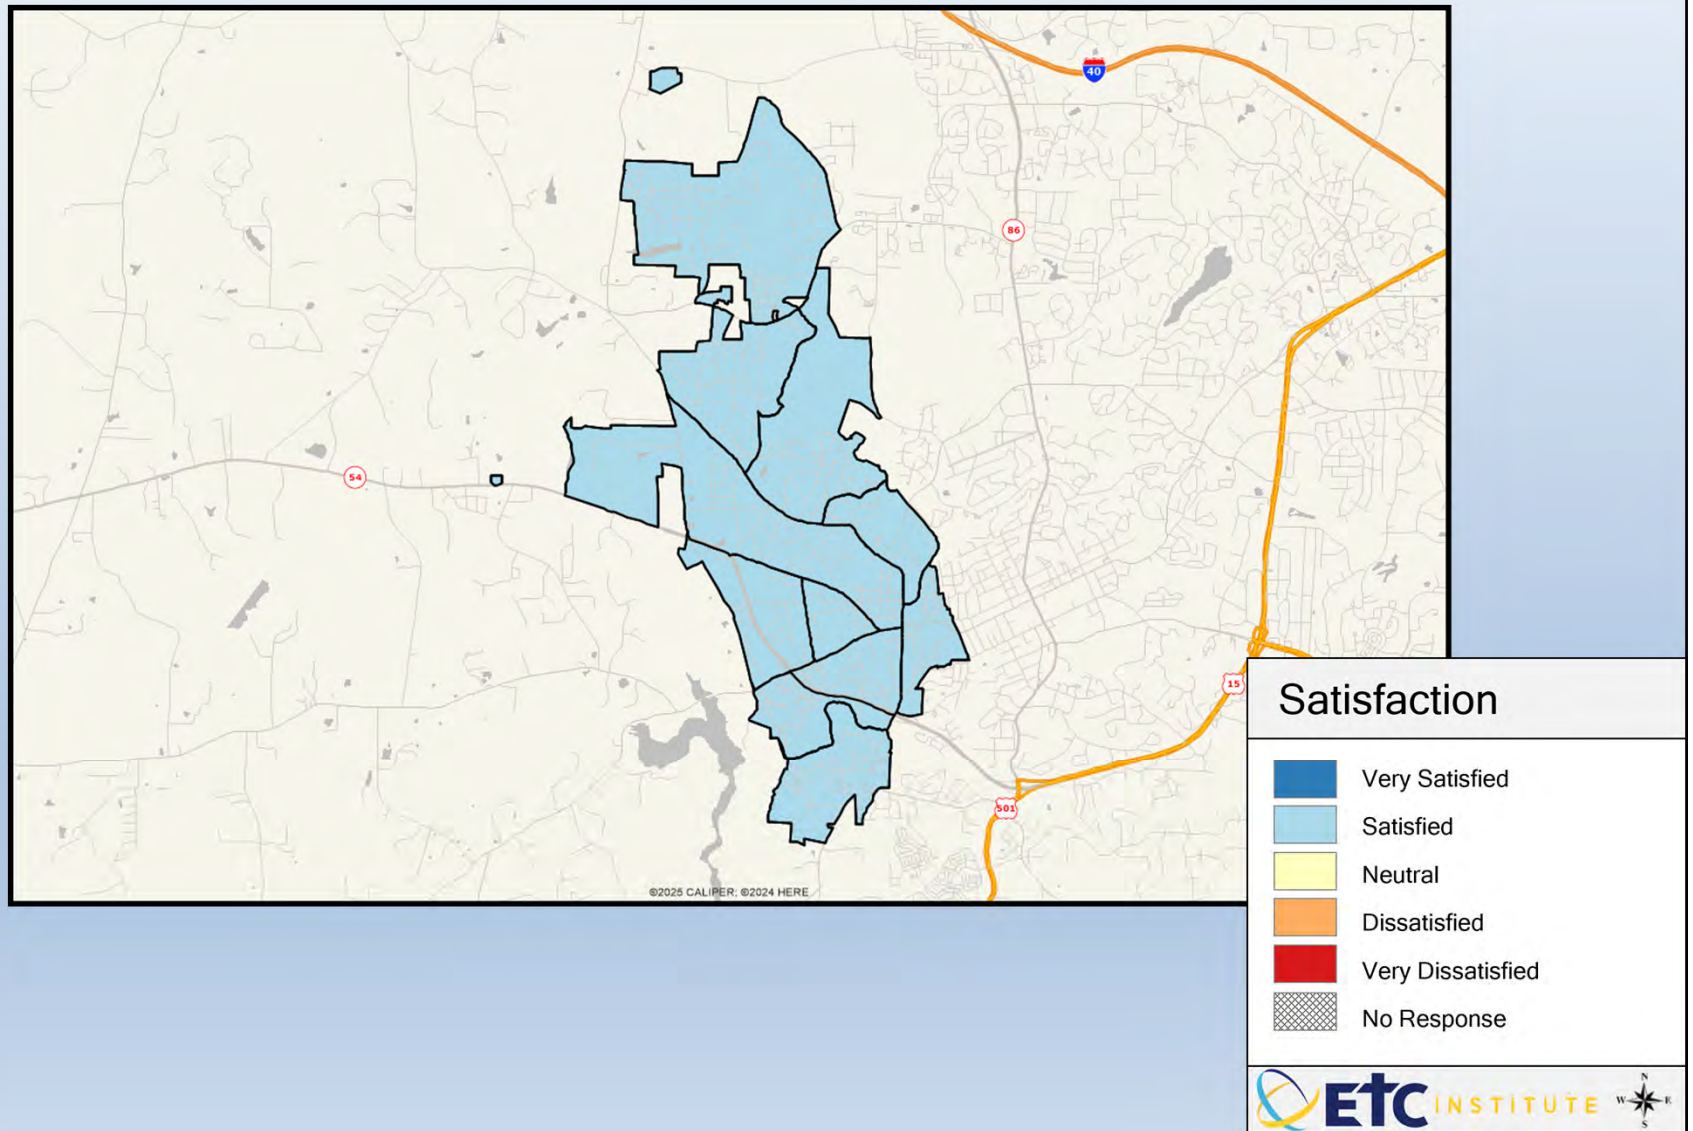 40
86
54
15
501
©2025 CALIPER; ©2024 HERE
Satisfaction
Very Satisfied
Satisfied
Neutral
Dissatisfied
Very Dissatisfied
No Response
ETC INSTITUTE
N
W E
S